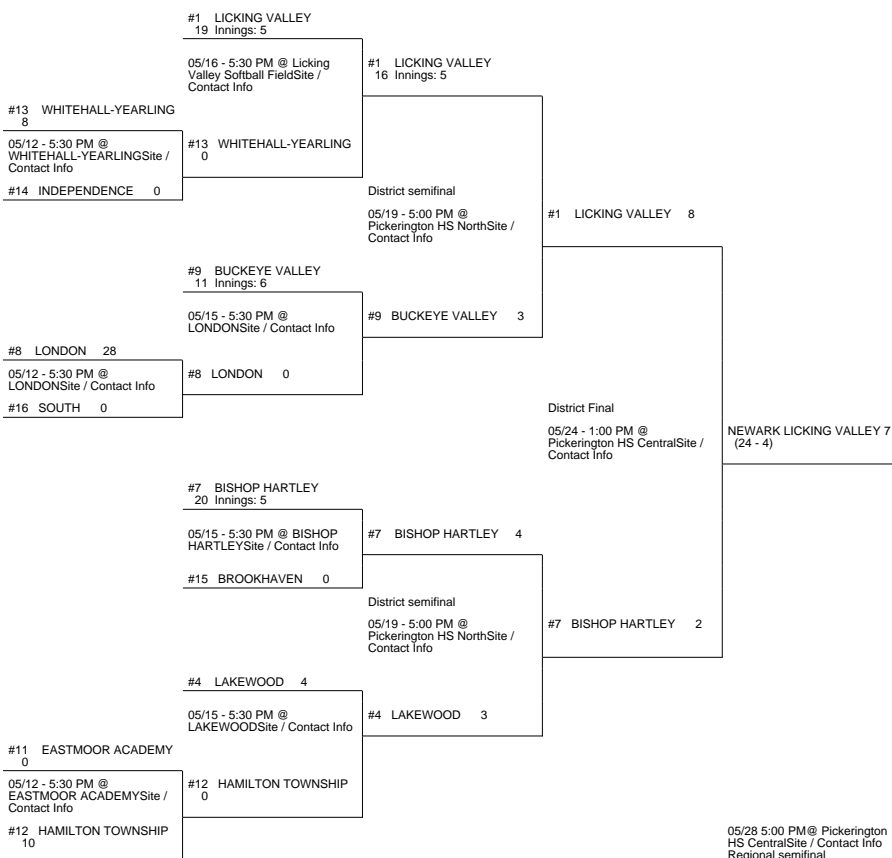 #1 LICKING VALLEY
19 Innings: 5
05/16 - 5:30 PM @ Licking
Valley Softball FieldSite /
Contact Info
#1 LICKING VALLEY
16 Innings: 5
#13 WHITEHALL-YEARLING
8
05/12 - 5:30 PM @
WHITEHALL-YEARLINGSite /
Contact Info
#13 WHITEHALL-YEARLING
0
#14 INDEPENDENCE 0
District semifinal
05/19 - 5:00 PM @
Pickerington HS NorthSite /
Contact Info
#1 LICKING VALLEY 8
#9 BUCKEYE VALLEY
11 Innings: 6
05/15 - 5:30 PM @
LONDONSite / Contact Info
#9 BUCKEYE VALLEY 3
#8 LONDON 28
05/12 - 5:30 PM @
LONDONSite / Contact Info
#8 LONDON 0
#16 SOUTH 0
District Final
05/24 - 1:00 PM @
Pickerington HS CentralSite /
Contact Info
NEWARK LICKING VALLEY 7
(24 - 4)
#7 BISHOP HARTLEY
20 Innings: 5
05/15 - 5:30 PM @ BISHOP
HARTLEYSite / Contact Info
#7 BISHOP HARTLEY 4
#15 BROOKHAVEN 0
District semifinal
05/19 - 5:00 PM @
Pickerington HS NorthSite /
Contact Info
#7 BISHOP HARTLEY 2
#4 LAKEWOOD 4
05/15 - 5:30 PM @
LAKEWOODSite / Contact Info
#4 LAKEWOOD 3
#11 EASTMOOR ACADEMY
0
05/12 - 5:30 PM @
EASTMOOR ACADEMYSite /
Contact Info
#12 HAMILTON TOWNSHIP
0
#12 HAMILTON TOWNSHIP
10
05/28 5:00 PM@ Pickerington
HS CentralSite / Contact Info
Regional semifinal